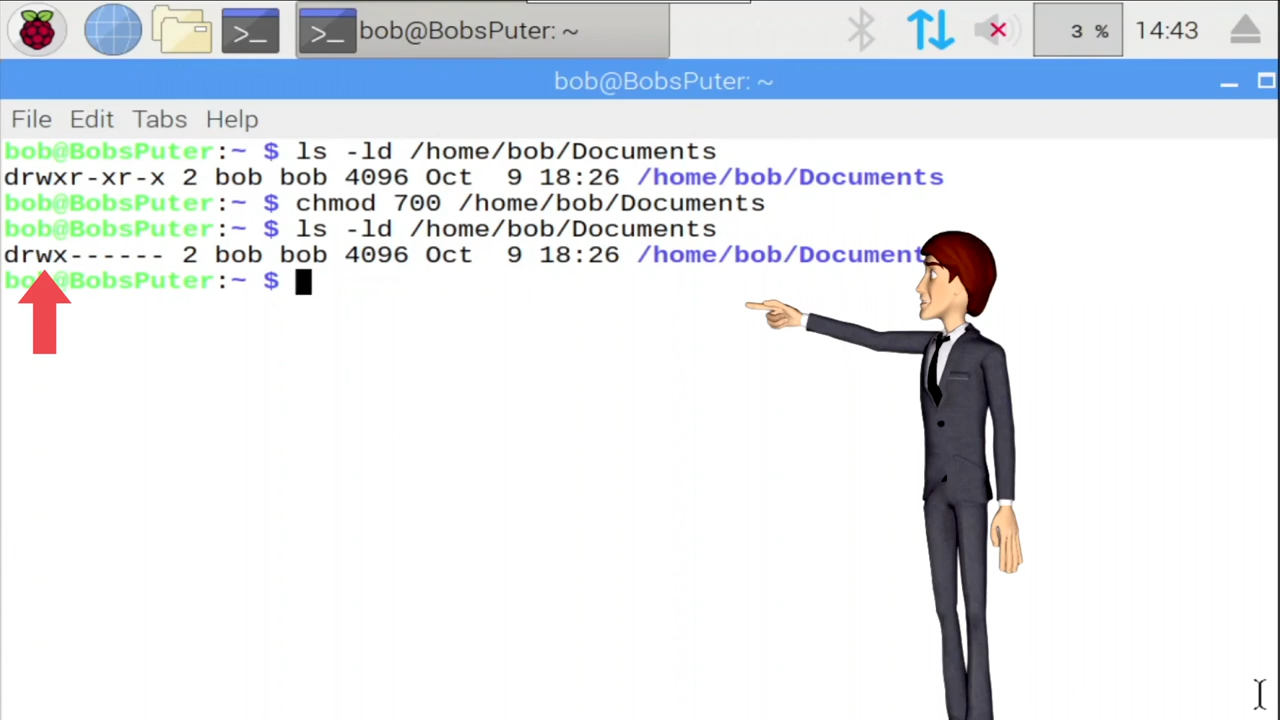 bob@BobsPuter: ~
3 %
14:43
bob@BobsPuter: ~
File Edit Tabs Help
bob@BobsPuter:~ $ ls -ld /home/bob/Documents
drwxr-xr-x 2 bob bob 4096 Oct  9 18:26 /home/bob/Documents
bob@BobsPuter:~ $ chmod 700 /home/bob/Documents
bob@BobsPuter:~ $ ls -ld /home/bob/Documents
drwx------ 2 bob bob 4096 Oct  9 18:26 /home/bob/Document
bob@BobsPuter:~ $